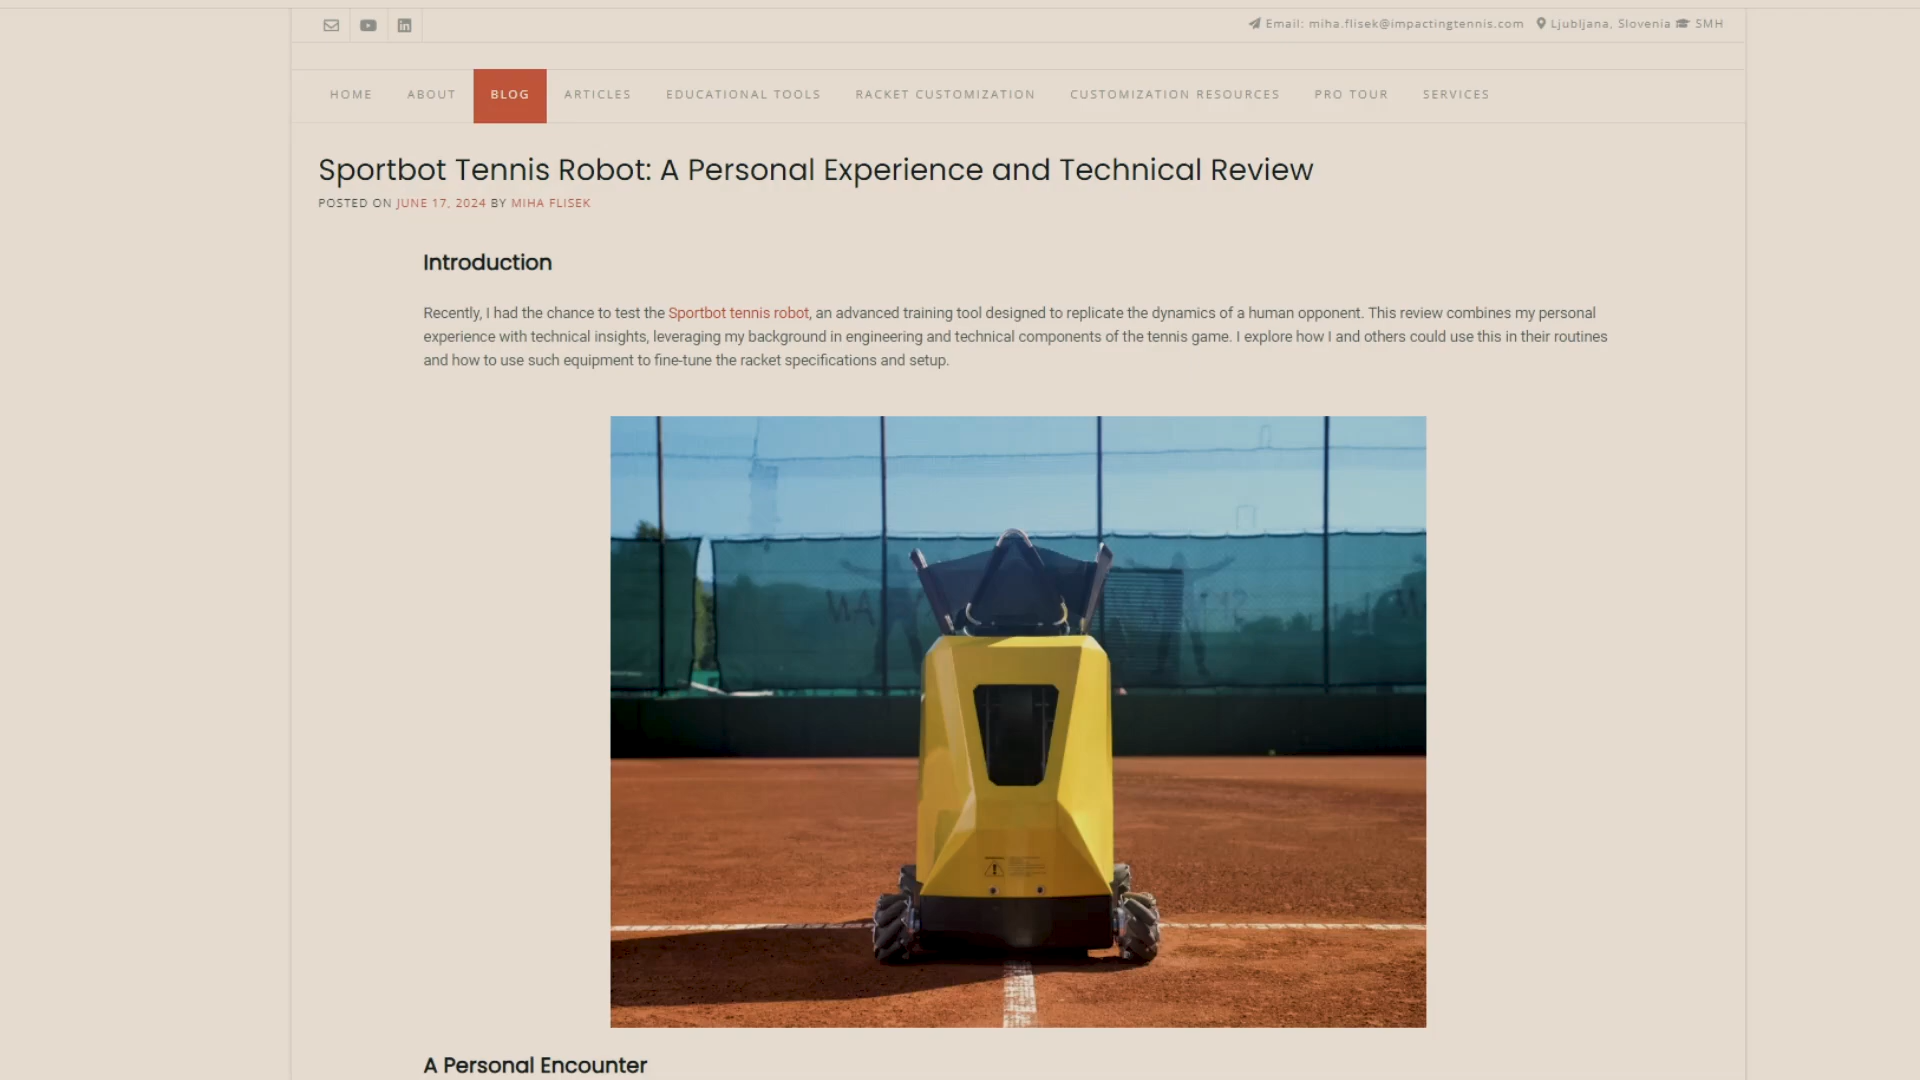 Email: miha.flisek@impactingtennis.com Ljubljana, Slovenia SMH
HOME ABOUT BLOG ARTICLES EDUCATIONAL TOOLS RACKET CUSTOMIZATION CUSTOMIZATION RESOURCES PRO TOUR SERVICES
Sportbot Tennis Robot: A Personal Experience and Technical Review
POSTED ON JUNE 17, 2024 BY MIHA FLISEK
Introduction
Recently, I had the chance to test the Sportbot tennis robot, an advanced training tool designed to replicate the dynamics of a human opponent. This review combines my personal
experience with technical insights, leveraging my background in engineering and technical components of the tennis game. I explore how I and others could use this in their routines
and how to use such equipment to fine-tune the racket specifications and setup.
A Personal Encounter